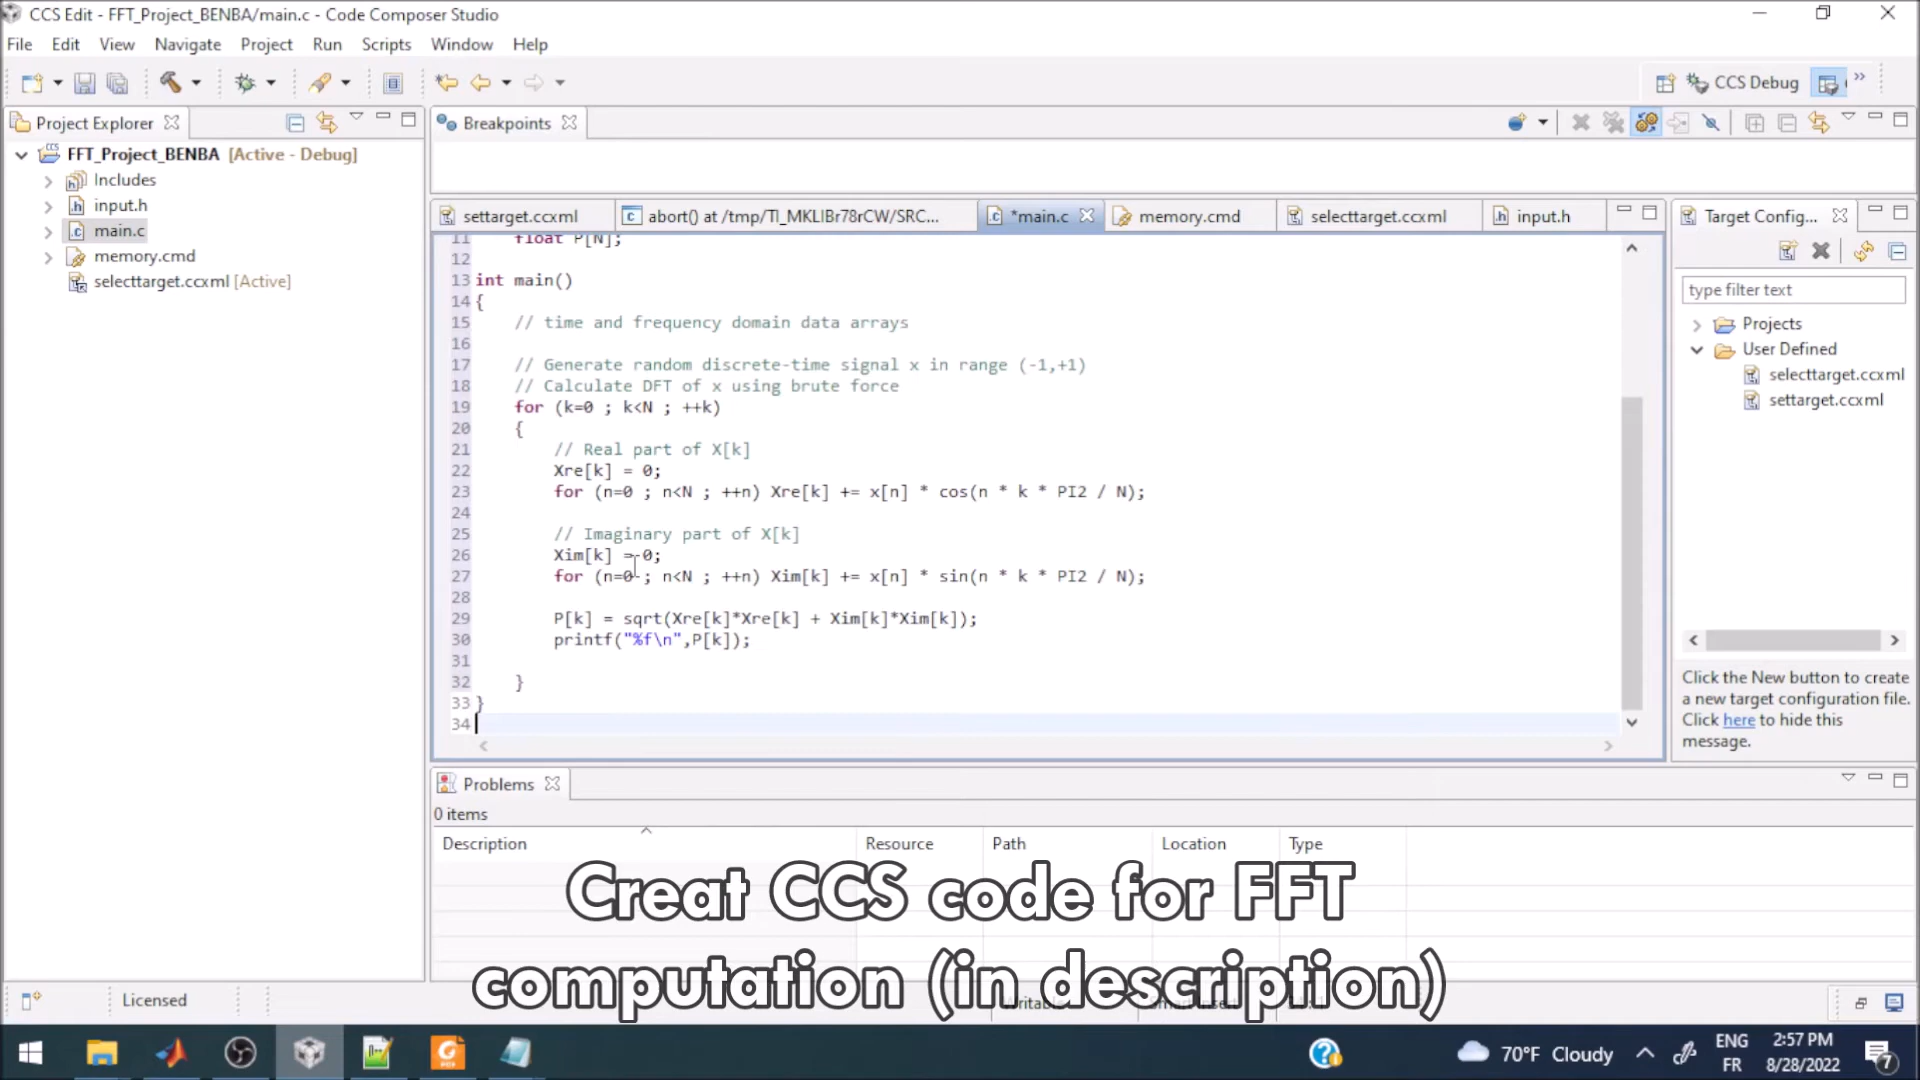 CCS Edit - FFT_Project_BENBA/main.c - Code Composer Studio
File Edit View Navigate Project Run Scripts Window Help
CCS Debug
Project Explorer
FFT_Project_BENBA [Active - Debug]
Includes
input.h
main.c
memory.cmd
selecttarget.ccxml [Active]
Breakpoints
settarget.ccxml
abort() at /tmp/TI_MKLIBr78rCW/SRC...
*main.c
memory.cmd
selecttarget.ccxml
input.h
11 float P[N];
12
13 int main()
14 {
15 // time and frequency domain data arrays
16
17 // Generate random discrete-time signal x in range (-1,+1)
18 // Calculate DFT of x using brute force
19 for (k=0 ; k<N ; ++k)
20 {
21 // Real part of X[k]
22 Xre[k] = 0;
23 for (n=0 ; n<N ; ++n) Xre[k] += x[n] * cos(n * k * PI2 / N);
24
25 // Imaginary part of X[k]
26 Xim[k] = 0;
27 for (n=0 ; n<N ; ++n) Xim[k] += x[n] * sin(n * k * PI2 / N);
28
29 P[k] = sqrt(Xre[k]*Xre[k] + Xim[k]*Xim[k]);
30 printf("%f\n",P[k]);
31
32 }
33 }
34
Target Config...
type filter text
Projects
User Defined
selecttarget.ccxml
settarget.ccxml
Click the New button to create
a new target configuration file.
Click here to hide this
message.
Problems
0 items
Description Resource Path Location Type
Creat CCS code for FFT
computation (in description)
Licensed
70°F Cloudy
ENG
FR
2:57 PM
8/28/2022
7